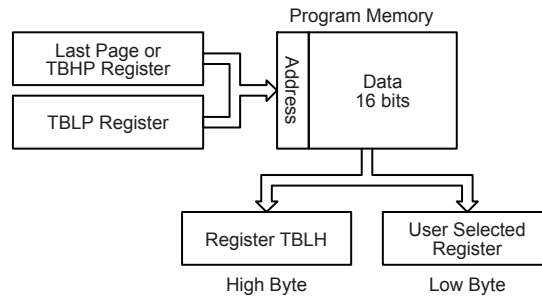 Program Memory
Last Page or
TBHP Register
TBLP Register
Address
Data
16 bits
Register TBLH
User Selected
Register
High Byte
Low Byte